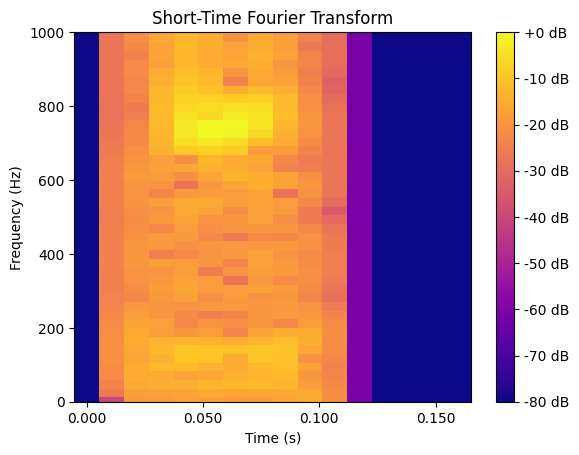 Short-Time Fourier Transform
1000
800
600
400
200
0
Frequency (Hz)
0.000
0.050
0.100
0.150
Time (s)
+0 dB
-10 dB
-20 dB
-30 dB
-40 dB
-50 dB
-60 dB
-70 dB
-80 dB